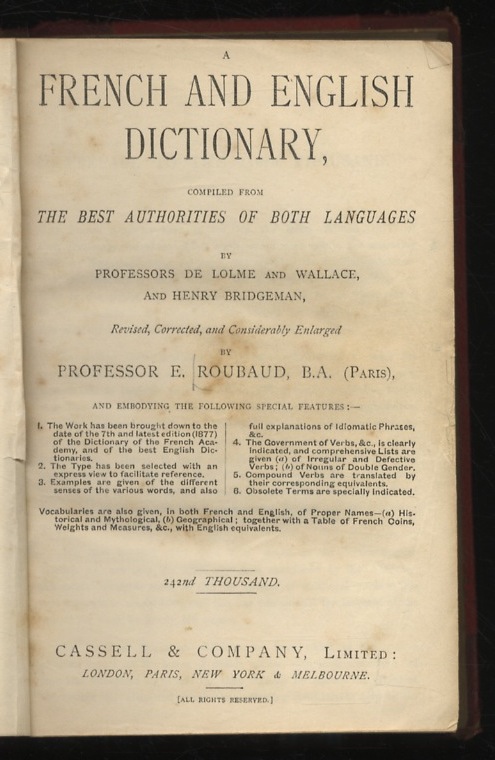 A
FRENCH AND ENGLISH
DICTIONARY,
COMPILED FROM
THE BEST AUTHORITIES OF BOTH LANGUAGES
BY
PROFESSORS DE LOLME AND WALLACE,
AND HENRY BRIDGEMAN,
Revised, Corrected, and Considerably Enlarged
BY
PROFESSOR E. ROUBAUD, B.A. (PARIS),
AND EMBODYING THE FOLLOWING SPECIAL FEATURES :—
1. The Work has been brought down to the
date of the 7th and latest edition (1877)
of the Dictionary of the French Aca-
demy, and of the best English Dic-
tionaries.
2. The Type has been selected with an
express view to facilitate reference.
3. Examples are given of the different
senses of the various words, and also
full explanations of Idiomatic Phrases,
&c.
4. The Government of Verbs, &c., is clearly
indicated, and comprehensive Lists are
given (a) of Irregular and Defective
Verbs; (b) of Nouns of Double Gender.
5. Compound Verbs are translated by
their corresponding equivalents.
6. Obsolete Terms are specially indicated.
Vocabularies are also given, in both French and English, of Proper Names—(a) His-
torical and Mythological, (b) Geographical; together with a Table of French Coins,
Weights and Measures, &c., with English equivalents.
242nd THOUSAND.
CASSELL & COMPANY, LIMITED:
LONDON, PARIS, NEW YORK & MELBOURNE.
[ALL RIGHTS RESERVED.]